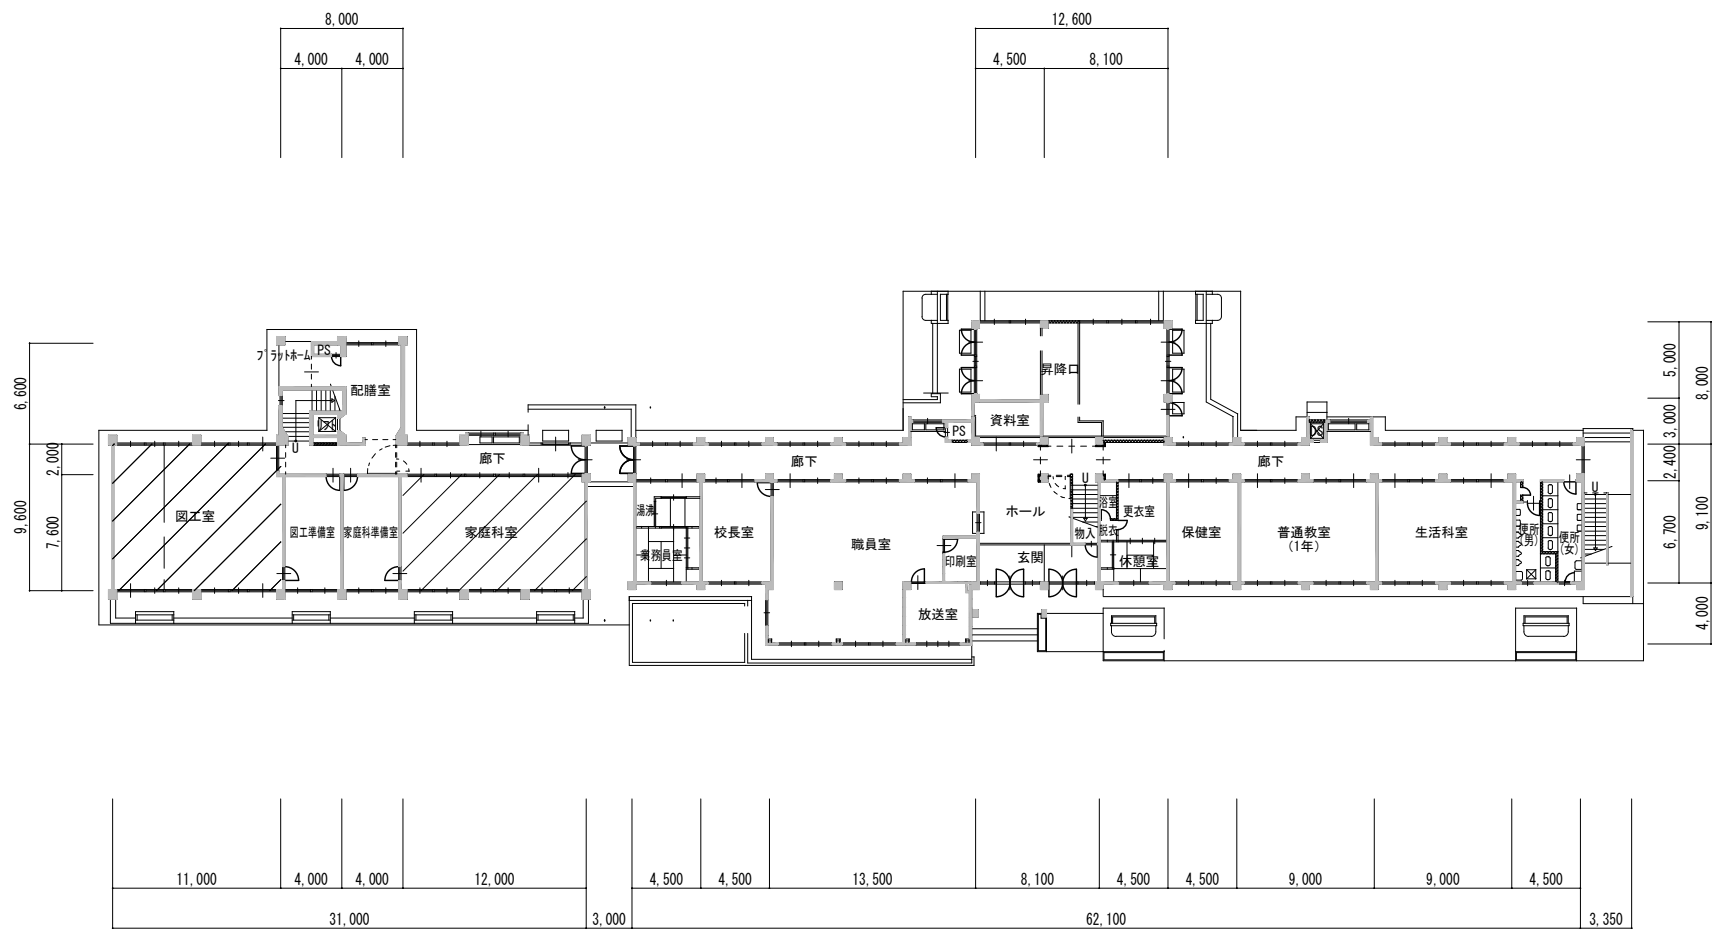 8,000
12,600
4,000 4,000
4,500 8,100
プラットホーム
PS
配膳室
昇降口
資料室
PS
6,600
2,000
9,600
7,600
5,000
8,000
3,000
2,400
9,100
6,700
4,000
廊下
廊下
廊下
U
U
U
図工室
図工準備室
家庭科準備室
家庭科室
湯沸
業務員室
校長室
職員室
印刷室
放送室
ホール
玄関
物入
浴室
脱衣
更衣室
休憩室
保健室
普通教室
(1年)
生活科室
便所
(男)
便所
(女)
11,000 4,000 4,000 12,000 4,500 4,500 13,500 8,100 4,500 4,500 9,000 9,000 4,500
31,000 3,000 62,100 3,350